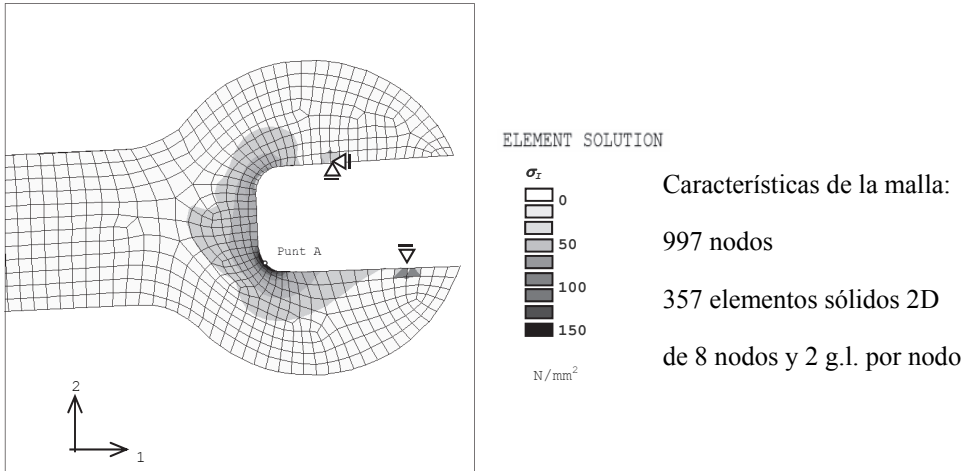 Punt A
2
1
ELEMENT SOLUTION
σI
0
50
100
150
N/mm2
Características de la malla:
997 nodos
357 elementos sólidos 2D
de 8 nodos y 2 g.l. por nodo